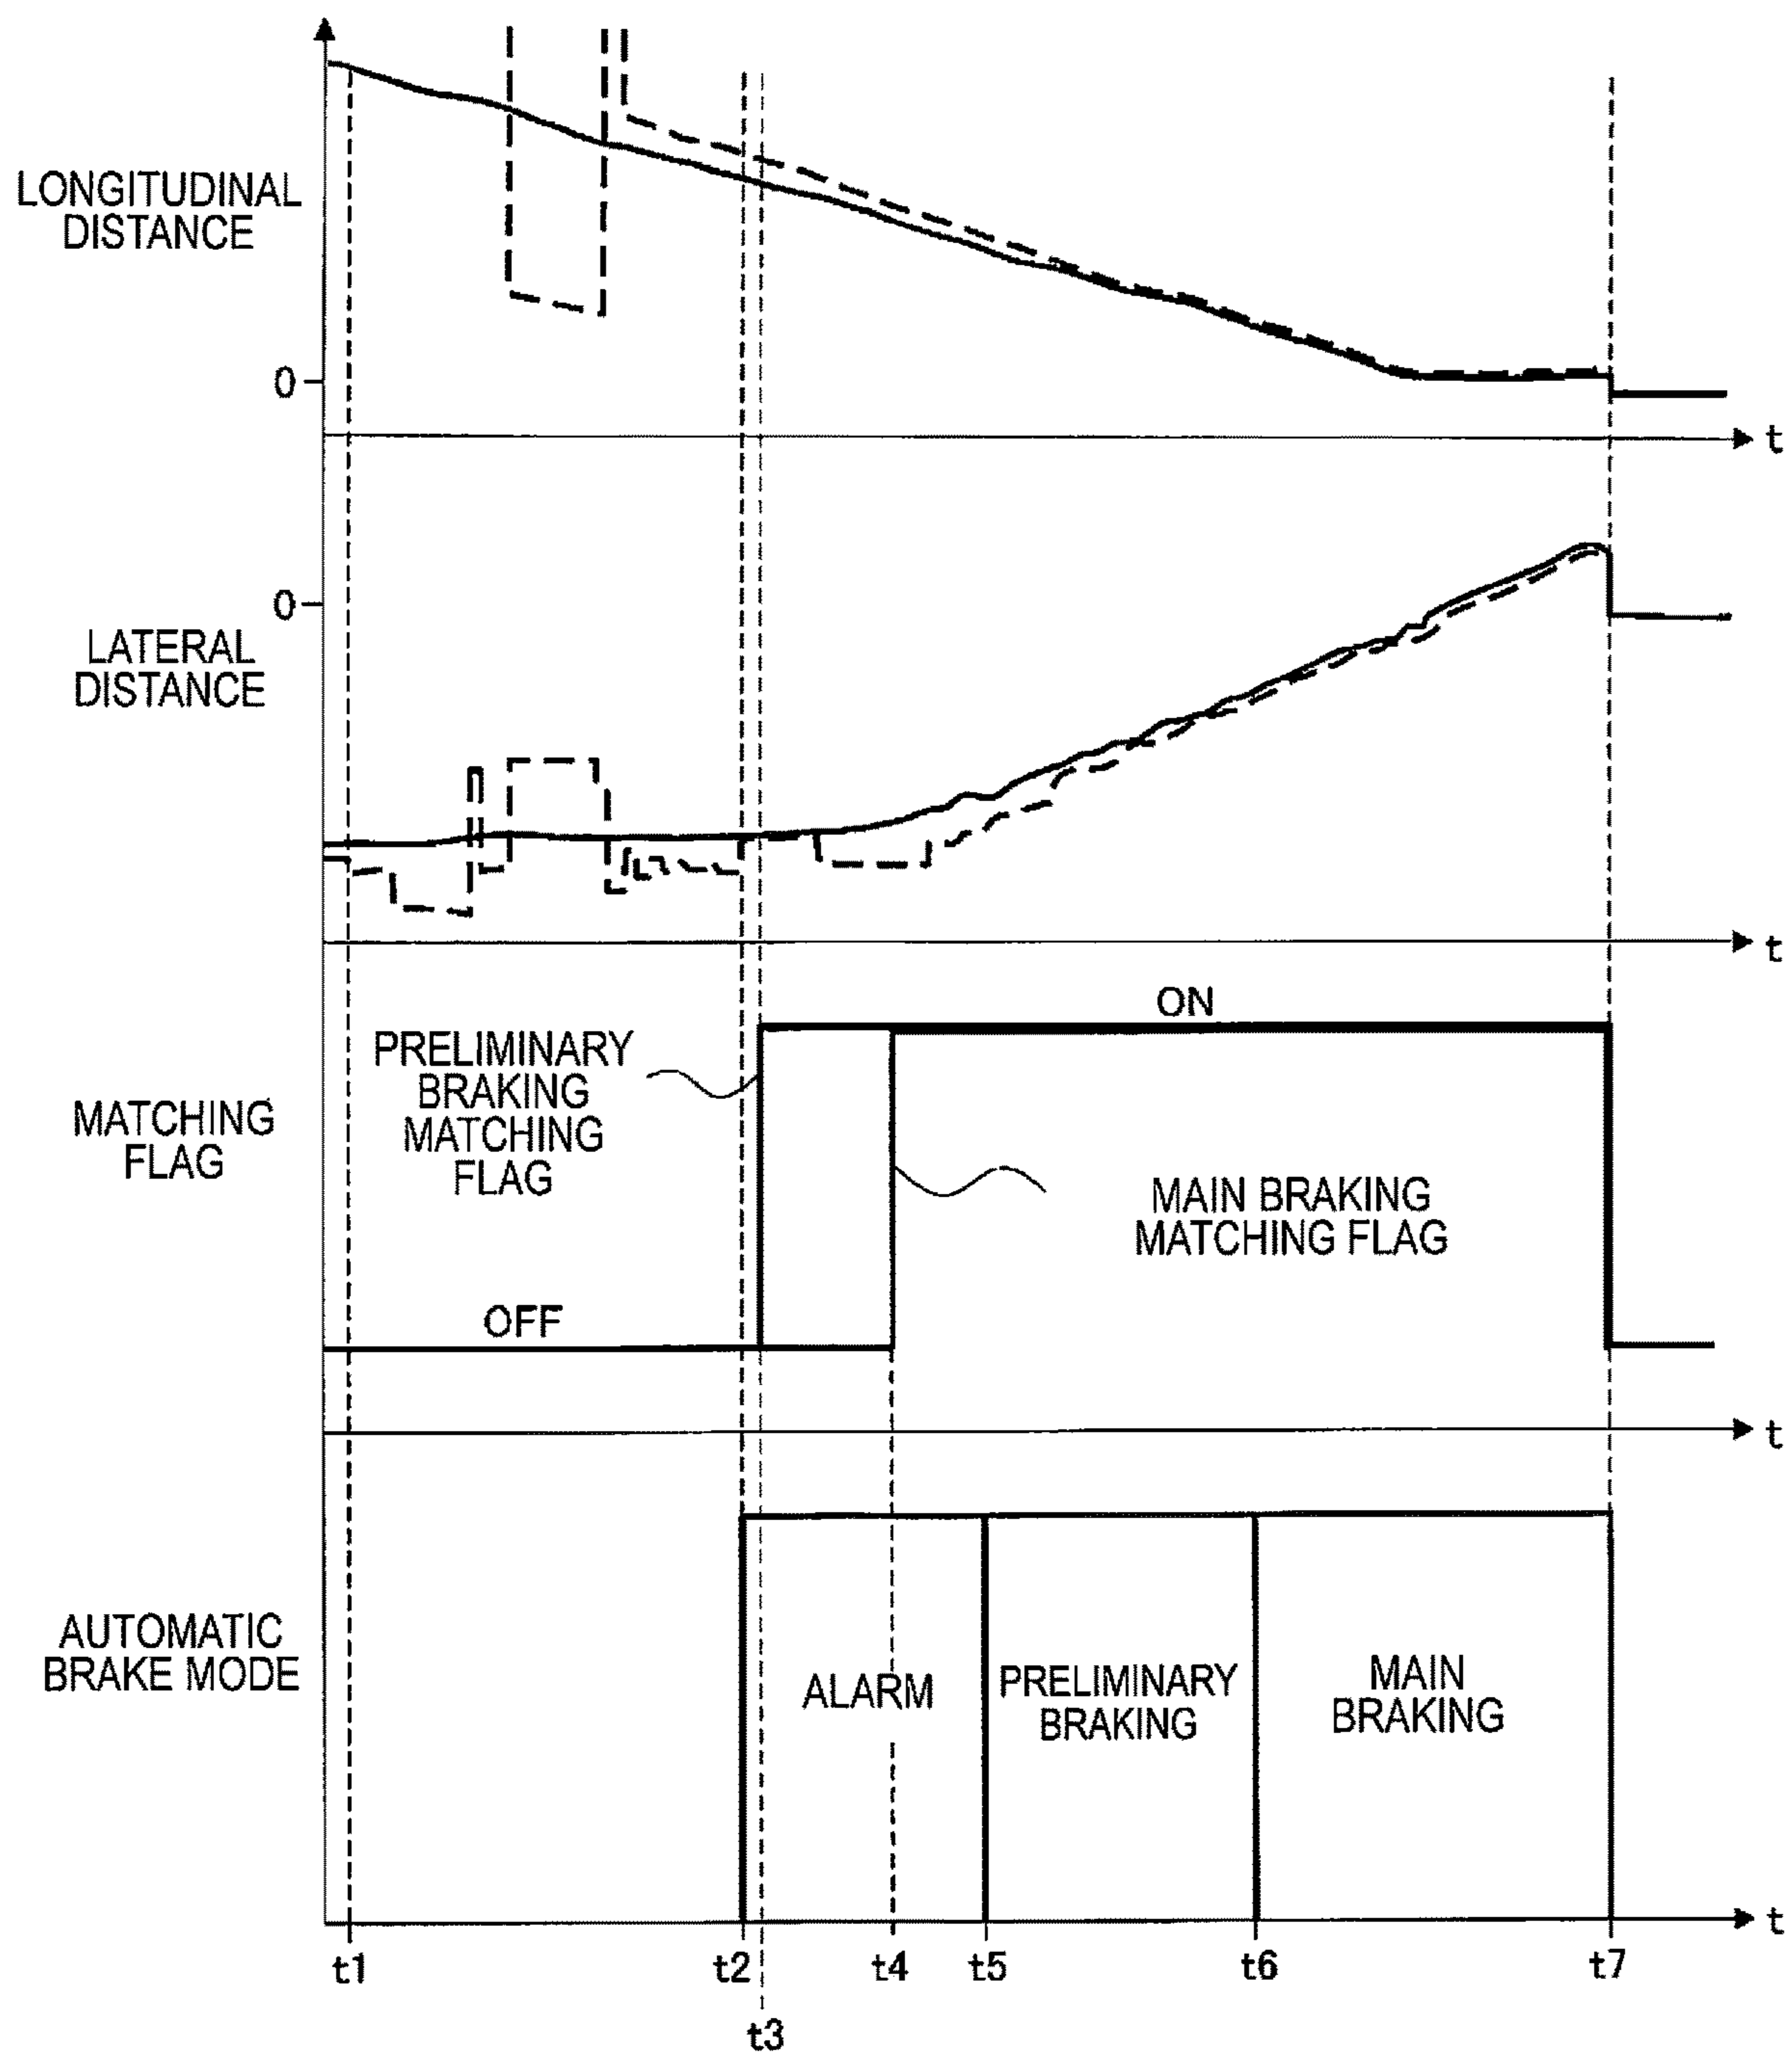 LONGITUDINAL
DISTANCE
0
t
0
LATERAL
DISTANCE
t
ON
PRELIMINARY
BRAKING
MATCHING
FLAG
MATCHING
FLAG
MAIN BRAKING
MATCHING FLAG
OFF
t
AUTOMATIC
BRAKE MODE
ALARM
PRELIMINARY
BRAKING
MAIN
BRAKING
t
t1
t2
t4
t5
t6
t7
t3